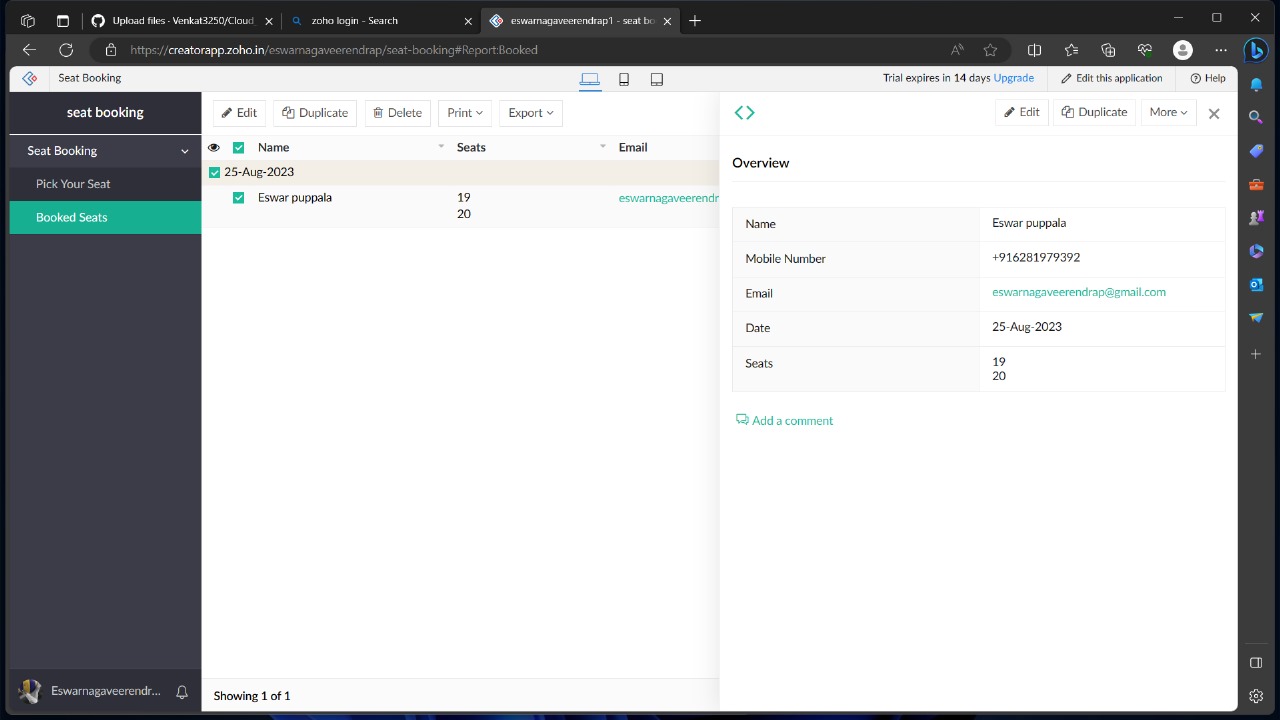 Upload files · Venkat3250/Cloud_
zoho login - Search
eswarnagaveerendrap1 - seat bo
https://creatorapp.zoho.in/eswarnagaveerendrap/seat-booking#Report:Booked
Seat Booking
Trial expires in 14 days Upgrade
Edit this application
Help
seat booking
Seat Booking
Pick Your Seat
Booked Seats
Edit
Duplicate
Delete
Print
Export
Name
Seats
Email
25-Aug-2023
Eswar puppala
19
20
eswarnagaveerendr
Showing 1 of 1
Edit
Duplicate
More
Overview
Name
Eswar puppala
Mobile Number
+916281979392
Email
eswarnagaveerendrap@gmail.com
Date
25-Aug-2023
Seats
19
20
Add a comment
Eswarnagaveerendr...